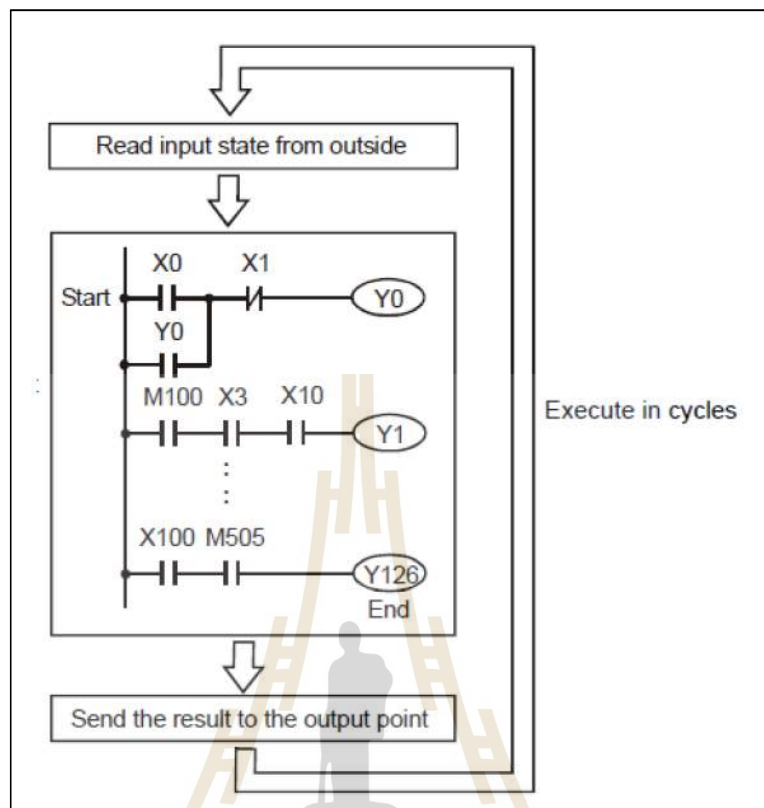 Read input state from outside
X0 X1
Start Y0
Y0
M100 X3 X10
Y1
:
:
X100 M505
Y126
End
Send the result to the output point
Execute in cycles
: